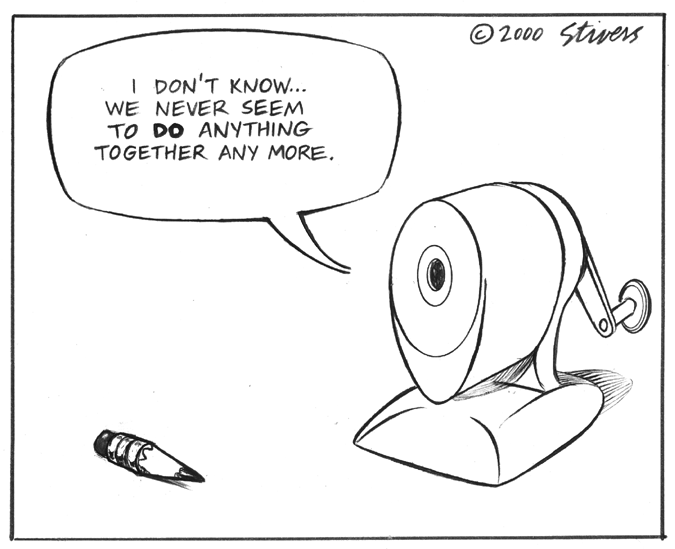 © 2000 Stivers
I DON'T KNOW...
WE NEVER SEEM
TO DO ANYTHING
TOGETHER ANY MORE.